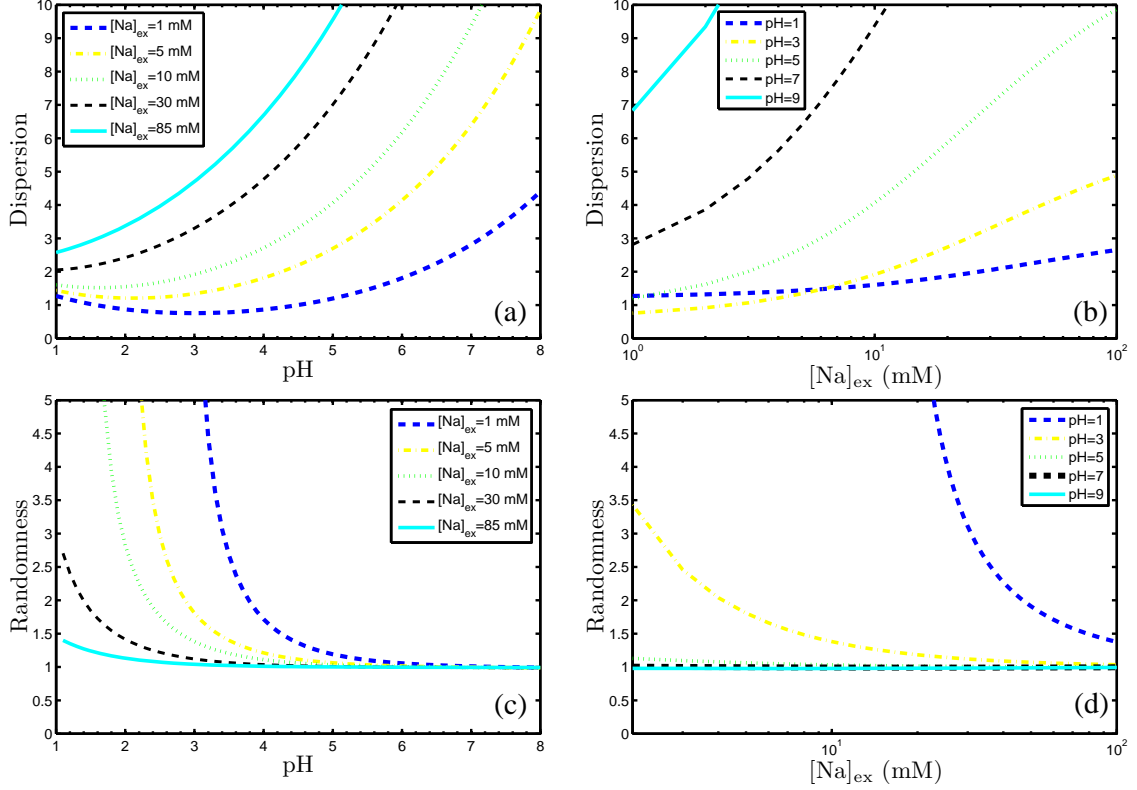 10
9
8
7
6
5
4
3
2
1
0
Dispersion
[Na]ex=1 mM
[Na]ex=5 mM
[Na]ex=10 mM
[Na]ex=30 mM
[Na]ex=85 mM
(a)
1 2 3 4 5 6 7 8
pH
10
9
8
7
6
5
4
3
2
1
0
Dispersion
pH=1
pH=3
pH=5
pH=7
pH=9
(b)
10^0 10^1 10^2
[Na]ex (mM)
5
4.5
4
3.5
3
2.5
2
1.5
1
0.5
0
Randomness
[Na]ex=1 mM
[Na]ex=5 mM
[Na]ex=10 mM
[Na]ex=30 mM
[Na]ex=85 mM
(c)
1 2 3 4 5 6 7 8
pH
5
4.5
4
3.5
3
2.5
2
1.5
1
0.5
0
Randomness
pH=1
pH=3
pH=5
pH=7
pH=9
(d)
10^1 10^2
[Na]ex (mM)